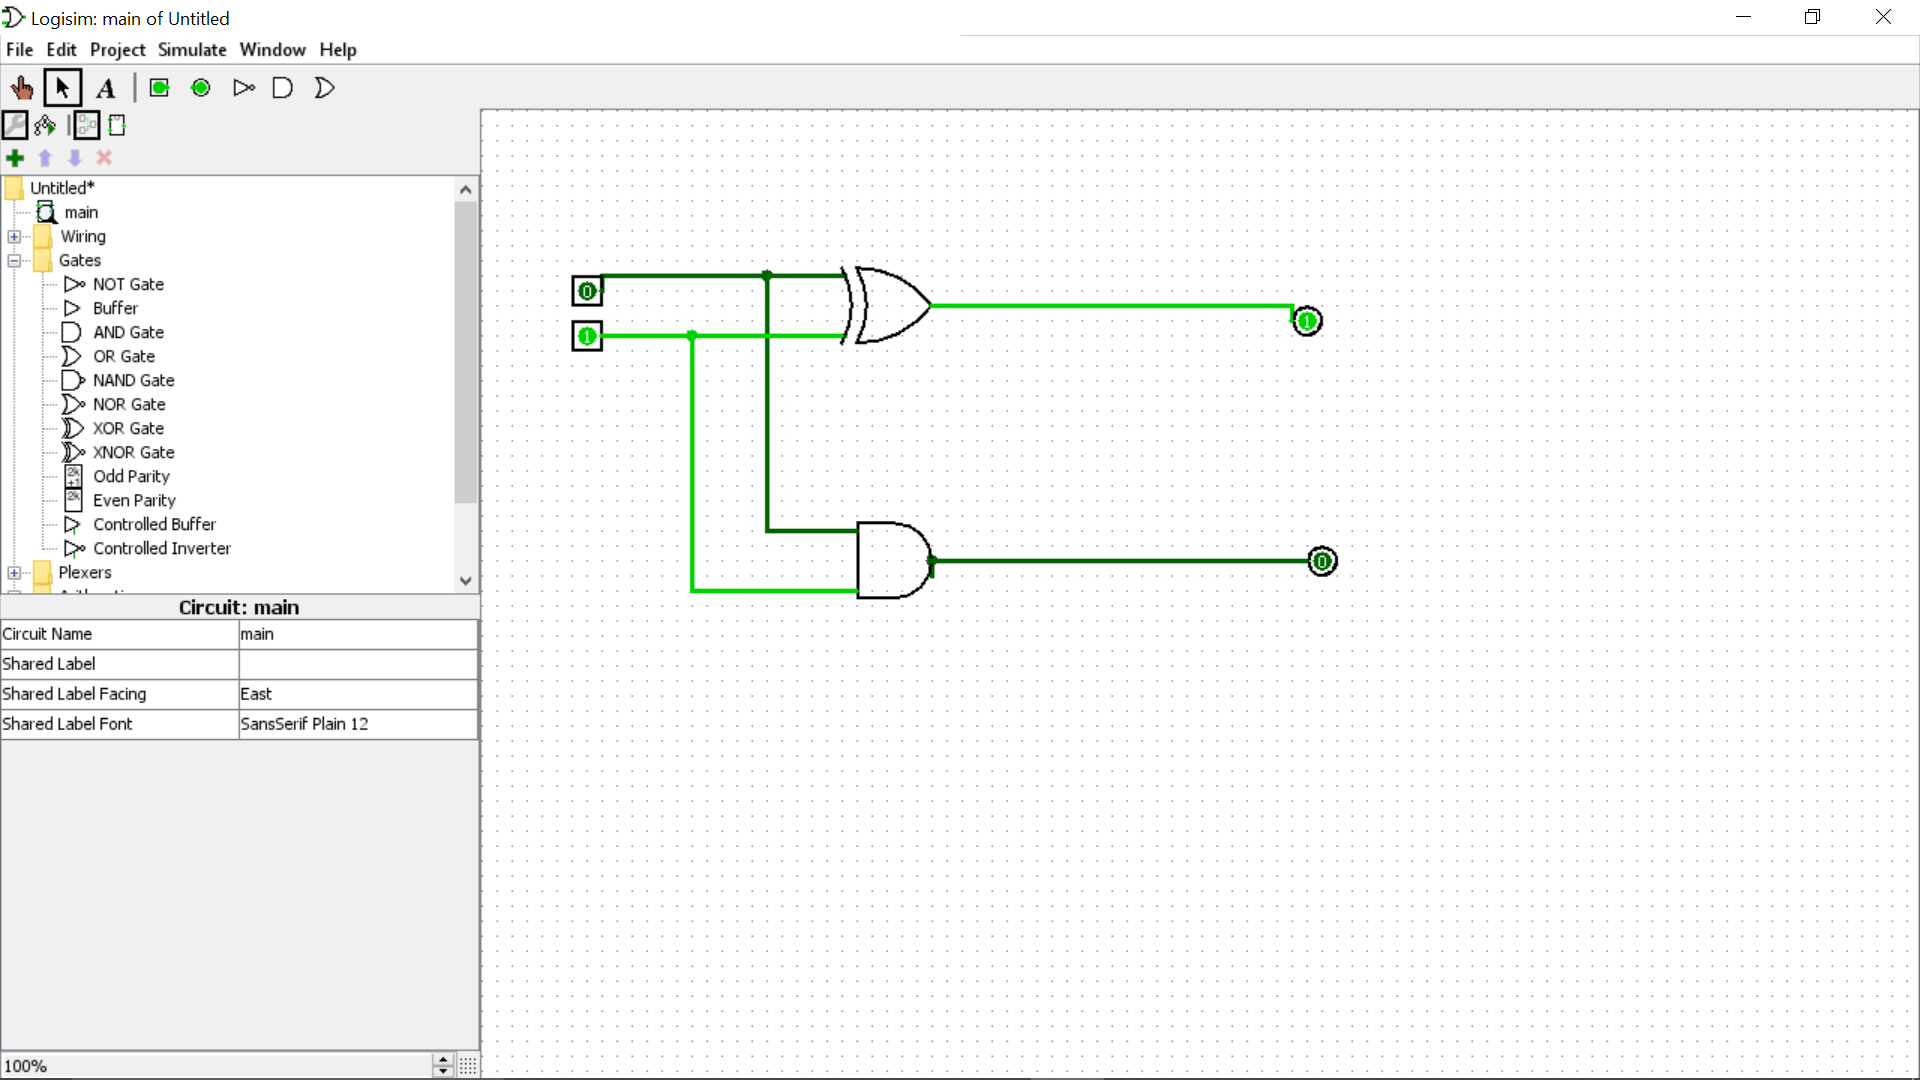 Logisim: main of Untitled
File Edit Project Simulate Window Help
A
Untitled*
main
Wiring
Gates
NOT Gate
Buffer
AND Gate
OR Gate
NAND Gate
NOR Gate
XOR Gate
XNOR Gate
2k+1 Odd Parity
2k Even Parity
Controlled Buffer
Controlled Inverter
Plexers
Circuit: main
Circuit Name main
Shared Label
Shared Label Facing East
Shared Label Font SansSerif Plain 12
100%
0
1
1
0